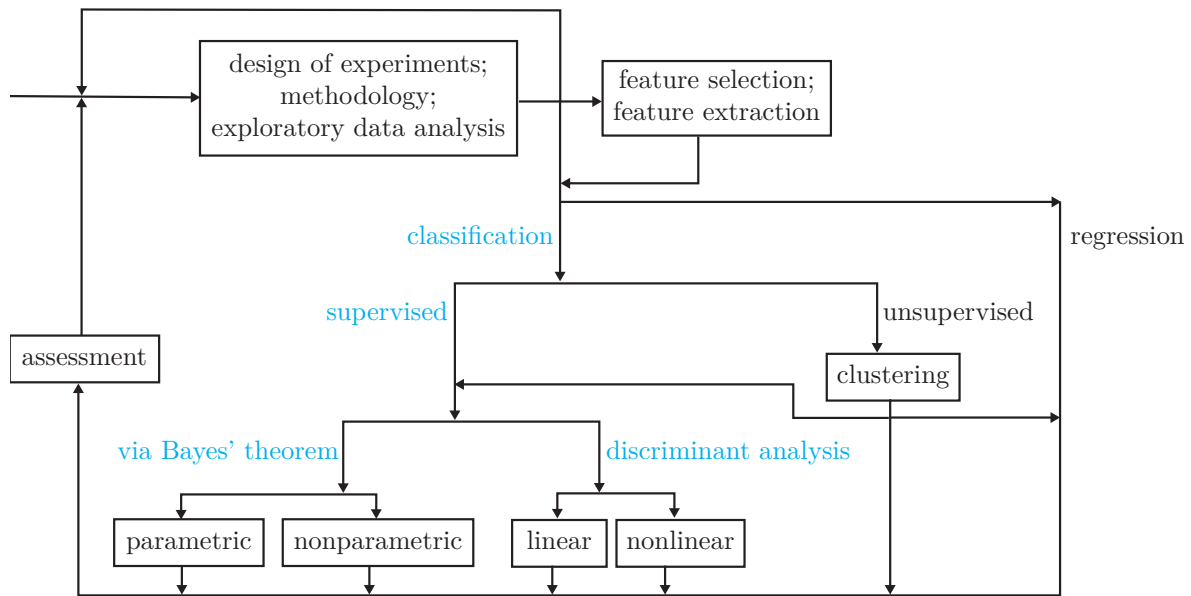 design of experiments;
methodology;
exploratory data analysis
feature selection;
feature extraction
classification
regression
supervised
unsupervised
assessment
clustering
via Bayes’ theorem
discriminant analysis
parametric
nonparametric
linear
nonlinear